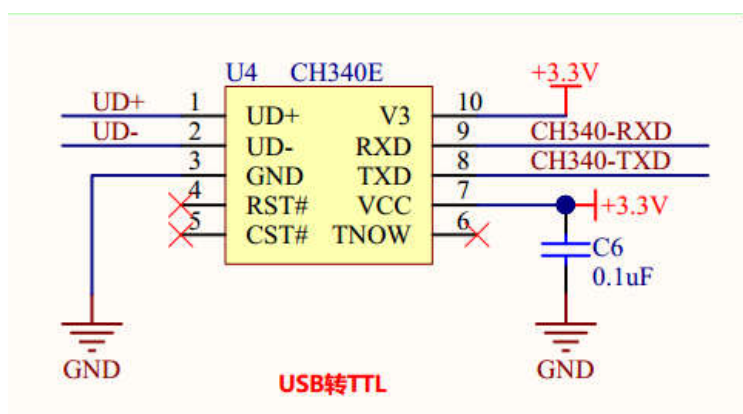 U4 CH340E
+3.3V
UD+ 1 UD+ V3 10
UD- 2 UD- RXD 9 CH340-RXD
3 GND TXD 8 CH340-TXD
4 RST# VCC 7 +3.3V
5 CST# TNOW 6
C6
0.1uF
GND
GND
USB转TTL